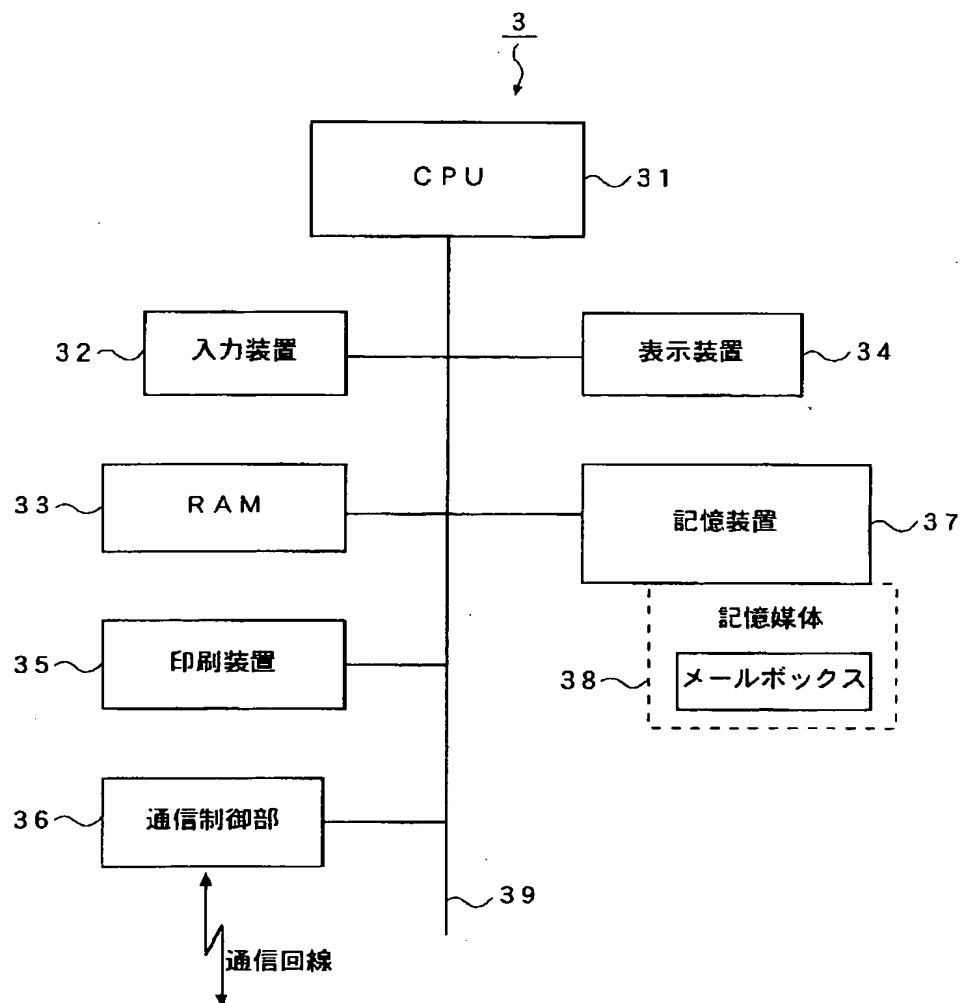 3
CPU
31
32
入力装置
表示装置
34
33
RAM
記憶装置
37
記憶媒体
35
印刷装置
38
メールボックス
36
通信制御部
39
通信回線